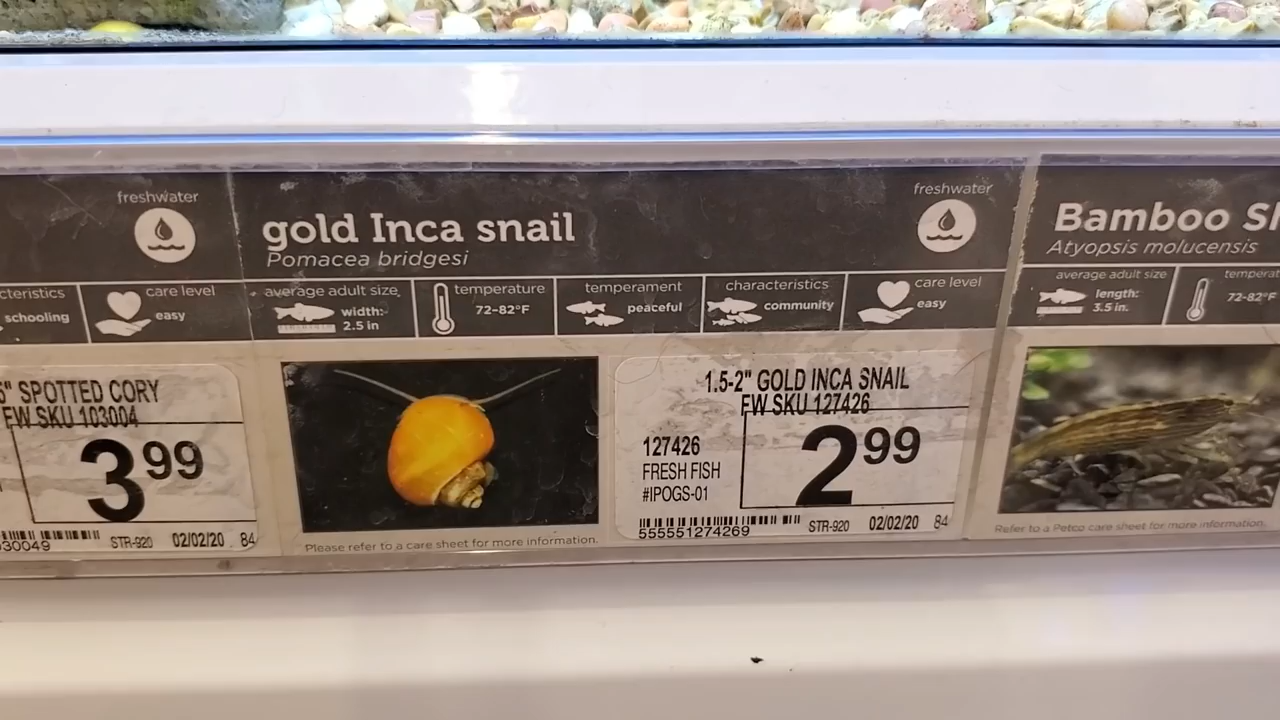 freshwater
cteristics
schooling
care level
easy
" SPOTTED CORY
FW SKU 103004
3 99
30049
STR-920 02/02/20 84
gold Inca snail
Pomacea bridgesi
freshwater
average adult size
width:
2.5 in
temperature
72-82°F
temperament
peaceful
characteristics
community
care level
easy
Please refer to a care sheet for more information.
1.5-2" GOLD INCA SNAIL
FW SKU 127426
127426
FRESH FISH
#IPOGS-01
2 99
555551274269
STR-920 02/02/20 84
Bamboo
Atyopsis molucensis
average adult size
length:
3.5 in.
temperat
72-82°F
Refer to a Petco care sheet for more information.